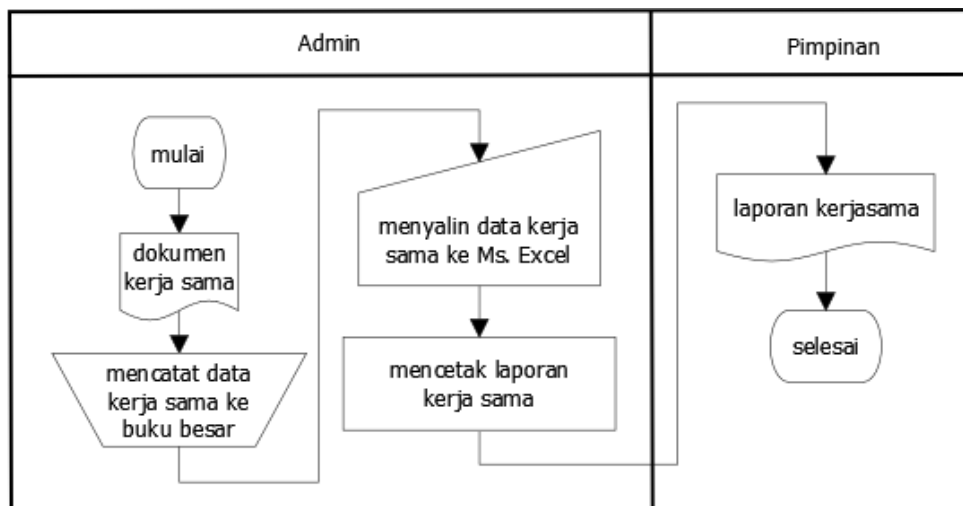 Admin
Pimpinan
mulai
dokumen
kerja sama
mencatat data
kerja sama ke
buku besar
menyalin data kerja
sama ke Ms. Excel
mencetak laporan
kerja sama
laporan kerjasama
selesai